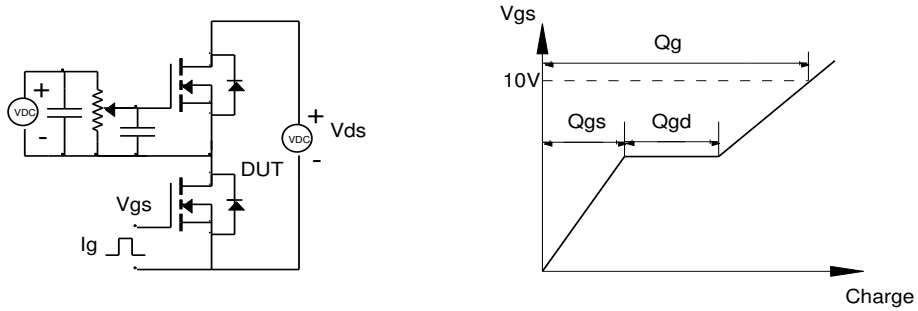 VDC
+
-
+
VDC
Vds
-
DUT
Vgs
Ig
Vgs
Qg
10V
Qgs
Qgd
Charge